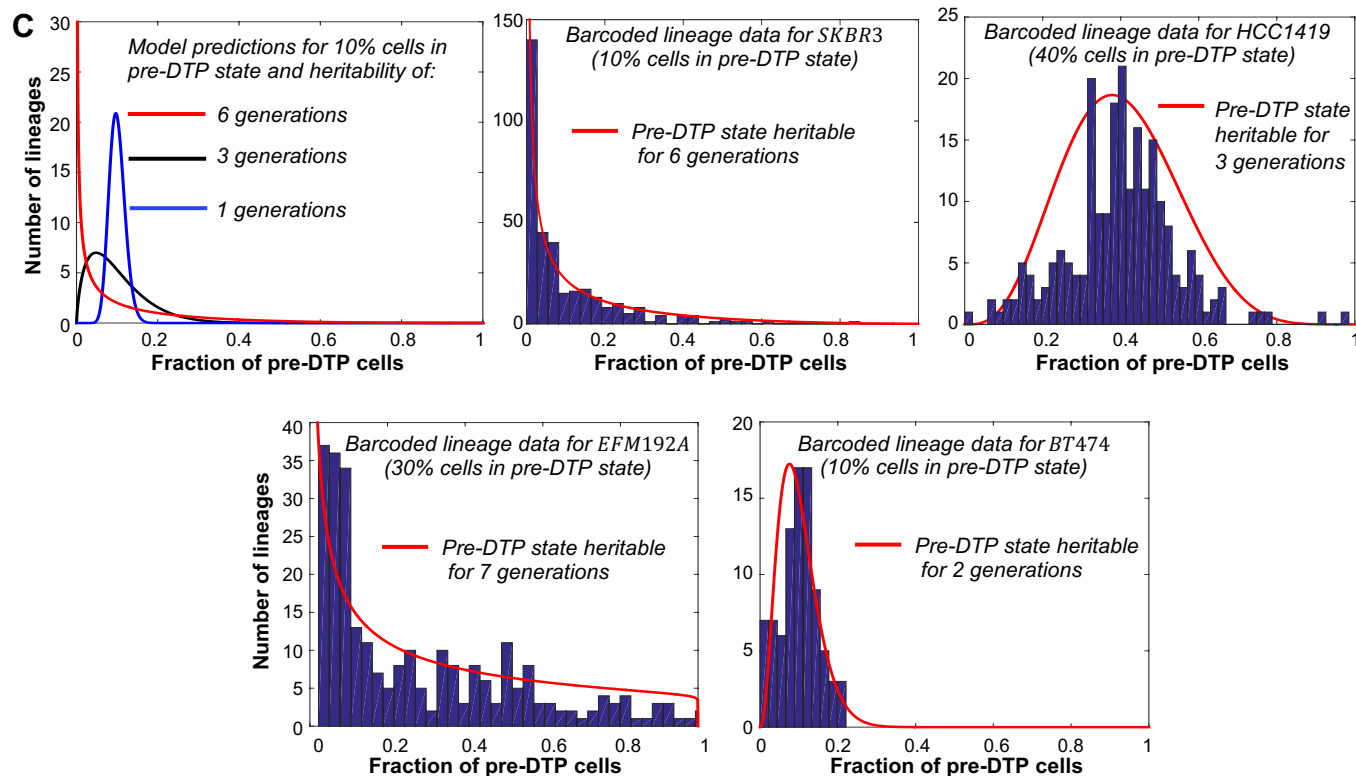 C
Model predictions for 10% cells in
pre-DTP state and heritability of:
6 generations
3 generations
1 generations
Number of lineages
30
25
20
15
10
5
0
0 0.2 0.4 0.6 0.8 1
Fraction of pre-DTP cells
Barcoded lineage data for SKBR3
(10% cells in pre-DTP state)
Pre-DTP state heritable
for 6 generations
150
100
50
0
0 0.2 0.4 0.6 0.8 1
Fraction of pre-DTP cells
Barcoded lineage data for HCC1419
(40% cells in pre-DTP state)
Pre-DTP state
heritable for
3 generations
25
20
15
10
5
0
0 0.2 0.4 0.6 0.8 1
Fraction of pre-DTP cells
Barcoded lineage data for EFM192A
(30% cells in pre-DTP state)
Pre-DTP state heritable
for 7 generations
Number of lineages
40
35
30
25
20
15
10
5
0
0 0.2 0.4 0.6 0.8 1
Fraction of pre-DTP cells
Barcoded lineage data for BT474
(10% cells in pre-DTP state)
Pre-DTP state heritable
for 2 generations
20
15
10
5
0
0 0.2 0.4 0.6 0.8 1
Fraction of pre-DTP cells